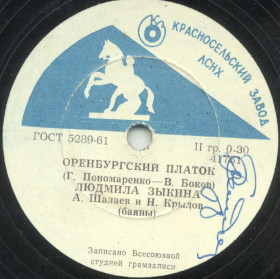 КЗ
КРАСНОСЕЛЬСКИЙ ЗАВОД
ЛСНХ
ГОСТ 5289-61
II гр. 0-30
ОРЕНБУРГСКИЙ ПЛАТОК
(Г. Пономаренко—В. Боков)
ЛЮДМИЛА ЗЫКИНА
А. Шалаев и Н. Крылов
(баяны)
Записано Всесоюзной
студией грамзаписи